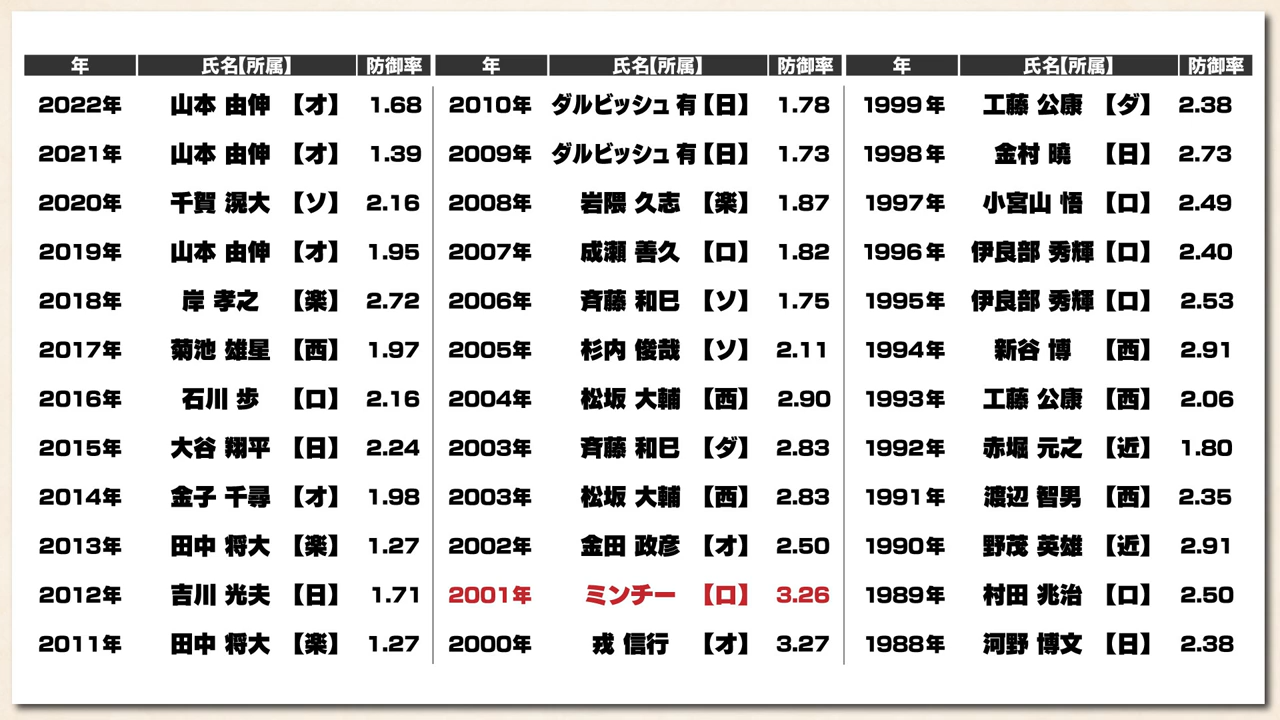 年 氏名【所属】 防御率
2022年 山本 由伸 【オ】 1.68
2021年 山本 由伸 【オ】 1.39
2020年 千賀 滉大 【ソ】 2.16
2019年 山本 由伸 【オ】 1.95
2018年 岸 孝之 【楽】 2.72
2017年 菊池 雄星 【西】 1.97
2016年 石川 歩 【ロ】 2.16
2015年 大谷 翔平 【日】 2.24
2014年 金子 千尋 【オ】 1.98
2013年 田中 将大 【楽】 1.27
2012年 吉川 光夫 【日】 1.71
2011年 田中 将大 【楽】 1.27
年 氏名【所属】 防御率
2010年 ダルビッシュ 有【日】 1.78
2009年 ダルビッシュ 有【日】 1.73
2008年 岩隈 久志 【楽】 1.87
2007年 成瀬 善久 【ロ】 1.82
2006年 斉藤 和巳 【ソ】 1.75
2005年 杉内 俊哉 【ソ】 2.11
2004年 松坂 大輔 【西】 2.90
2003年 斉藤 和巳 【ダ】 2.83
2003年 松坂 大輔 【西】 2.83
2002年 金田 政彦 【オ】 2.50
2001年 ミンチー 【ロ】 3.26
2000年 戎 信行 【オ】 3.27
年 氏名【所属】 防御率
1999年 工藤 公康 【ダ】 2.38
1998年 金村 曉 【日】 2.73
1997年 小宮山 悟 【ロ】 2.49
1996年 伊良部 秀輝【ロ】 2.40
1995年 伊良部 秀輝【ロ】 2.53
1994年 新谷 博 【西】 2.91
1993年 工藤 公康 【西】 2.06
1992年 赤堀 元之 【近】 1.80
1991年 渡辺 智男 【西】 2.35
1990年 野茂 英雄 【近】 2.91
1989年 村田 兆治 【ロ】 2.50
1988年 河野 博文 【日】 2.38